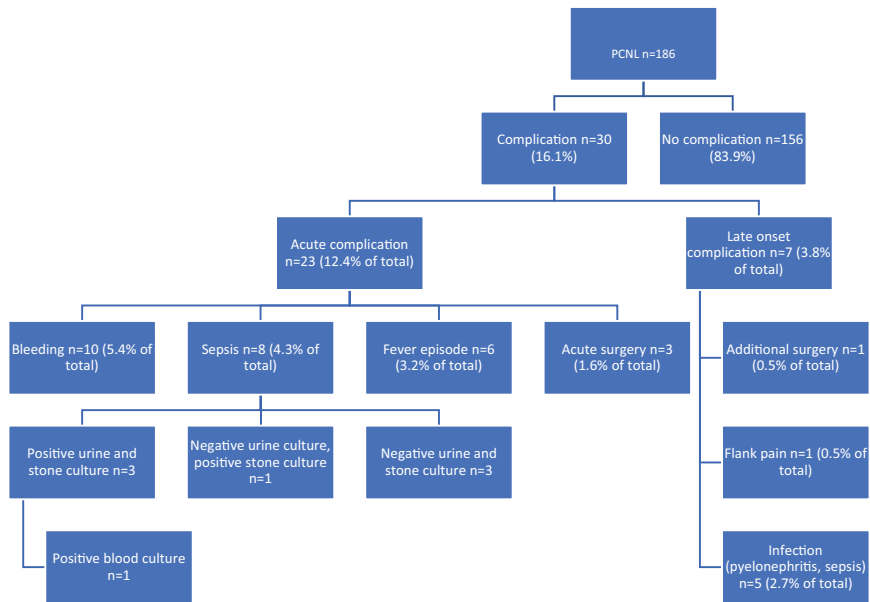 PCNL n=186
Complication n=30
(16.1%)
No complication n=156
(83.9%)
Acute complication
n=23 (12.4% of total)
Late onset
complication n=7 (3.8%
of total)
Bleeding n=10 (5.4% of
total)
Sepsis n=8 (4.3% of
total)
Fever episode n=6
(3.2% of total)
Acute surgery n=3
(1.6% of total)
Additional surgery n=1
(0.5% of total)
Positive urine and
stone culture n=3
Negative urine culture,
positive stone culture
n=1
Negative urine and
stone culture n=3
Flank pain n=1 (0.5% of
total)
Positive blood culture
n=1
Infection
(pyelonephritis, sepsis)
n=5 (2.7% of total)